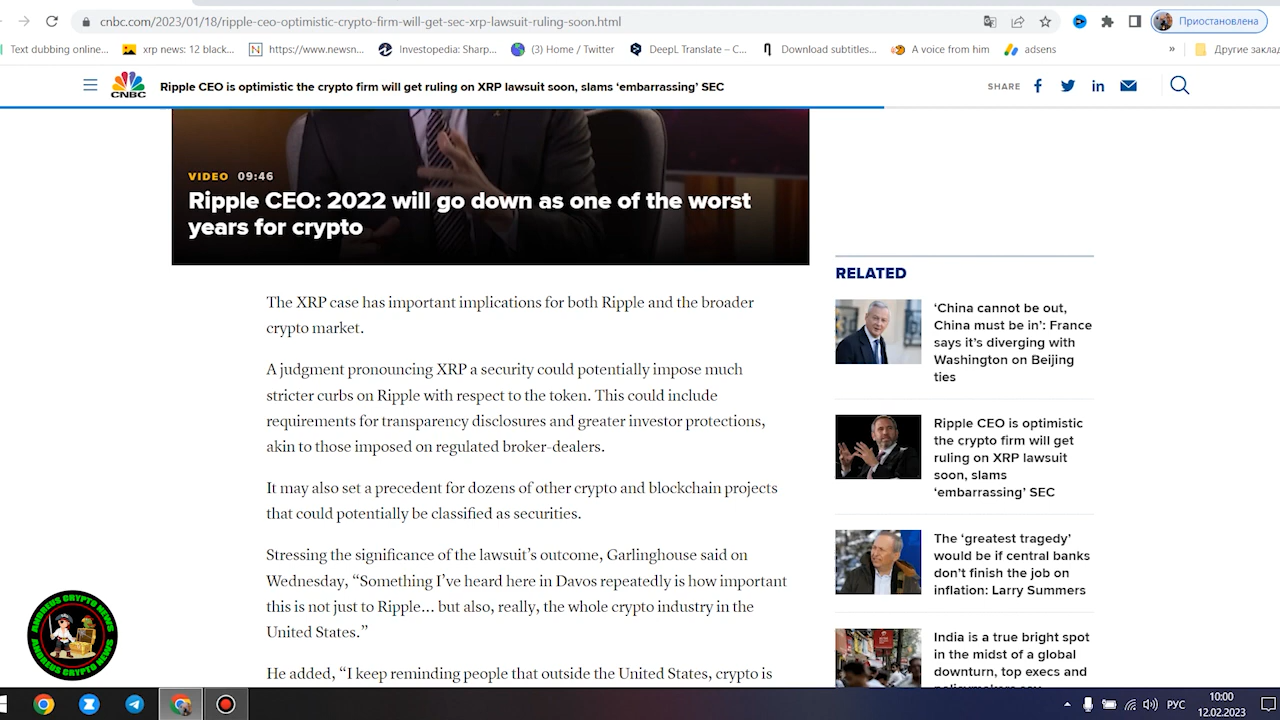 cnbc.com/2023/01/18/ripple-ceo-optimistic-crypto-firm-will-get-sec-xrp-lawsuit-ruling-soon.html
Приостановлена
Text dubbing online...
xrp news: 12 black...
https://www.newsn...
Investopedia: Sharp...
(3) Home / Twitter
DeepL Translate – C...
Download subtitles...
A voice from him
adsens
»
Другие закла
CNBC
Ripple CEO is optimistic the crypto firm will get ruling on XRP lawsuit soon, slams ‘embarrassing’ SEC
SHARE
VIDEO 09:46
Ripple CEO: 2022 will go down as one of the worst
years for crypto
The XRP case has important implications for both Ripple and the broader
crypto market.
A judgment pronouncing XRP a security could potentially impose much
stricter curbs on Ripple with respect to the token. This could include
requirements for transparency disclosures and greater investor protections,
akin to those imposed on regulated broker-dealers.
It may also set a precedent for dozens of other crypto and blockchain projects
that could potentially be classified as securities.
Stressing the significance of the lawsuit’s outcome, Garlinghouse said on
Wednesday, “Something I’ve heard here in Davos repeatedly is how important
this is not just to Ripple… but also, really, the whole crypto industry in the
United States.”
He added, “I keep reminding people that outside the United States, crypto is
RELATED
‘China cannot be out,
China must be in’: France
says it’s diverging with
Washington on Beijing
ties
Ripple CEO is optimistic
the crypto firm will get
ruling on XRP lawsuit
soon, slams
‘embarrassing’ SEC
The ‘greatest tragedy’
would be if central banks
don’t finish the job on
inflation: Larry Summers
India is a true bright spot
in the midst of a global
downturn, top execs and
policymakers say
ANDREUS CRYPTO NEWS
ANDREUS CRYPTO NEWS
РУС
10:00
12.02.2023